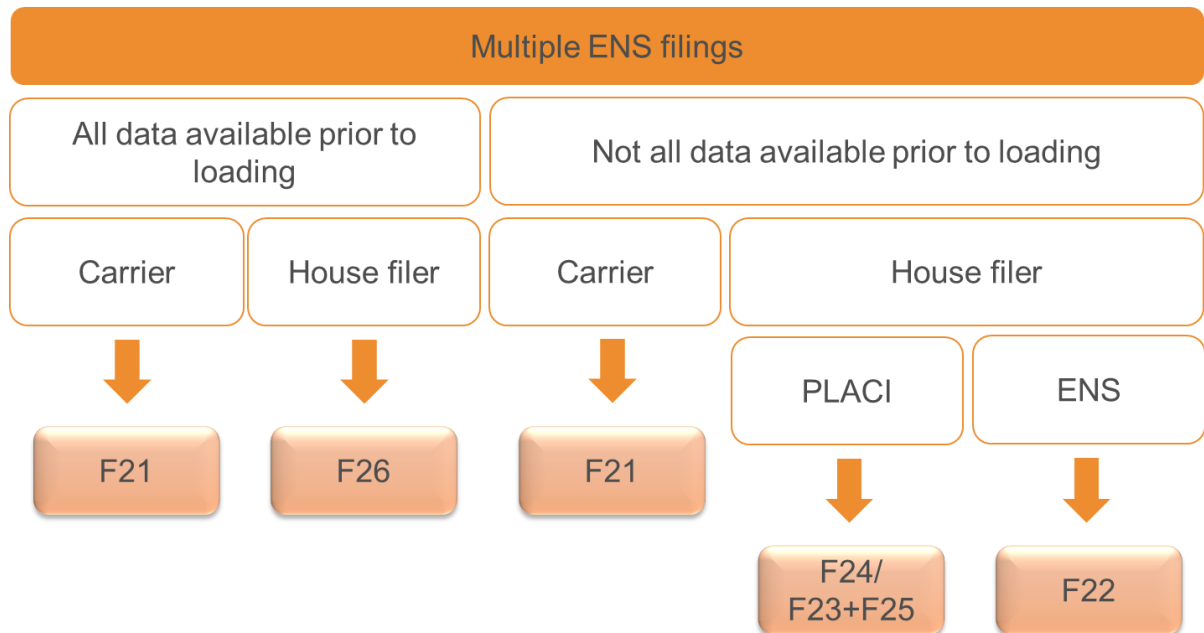 Multiple ENS filings
All data available prior to
loading
Not all data available prior to loading
Carrier
House filer
Carrier
House filer
PLACI
ENS
F21
F26
F21
F24/
F23+F25
F22